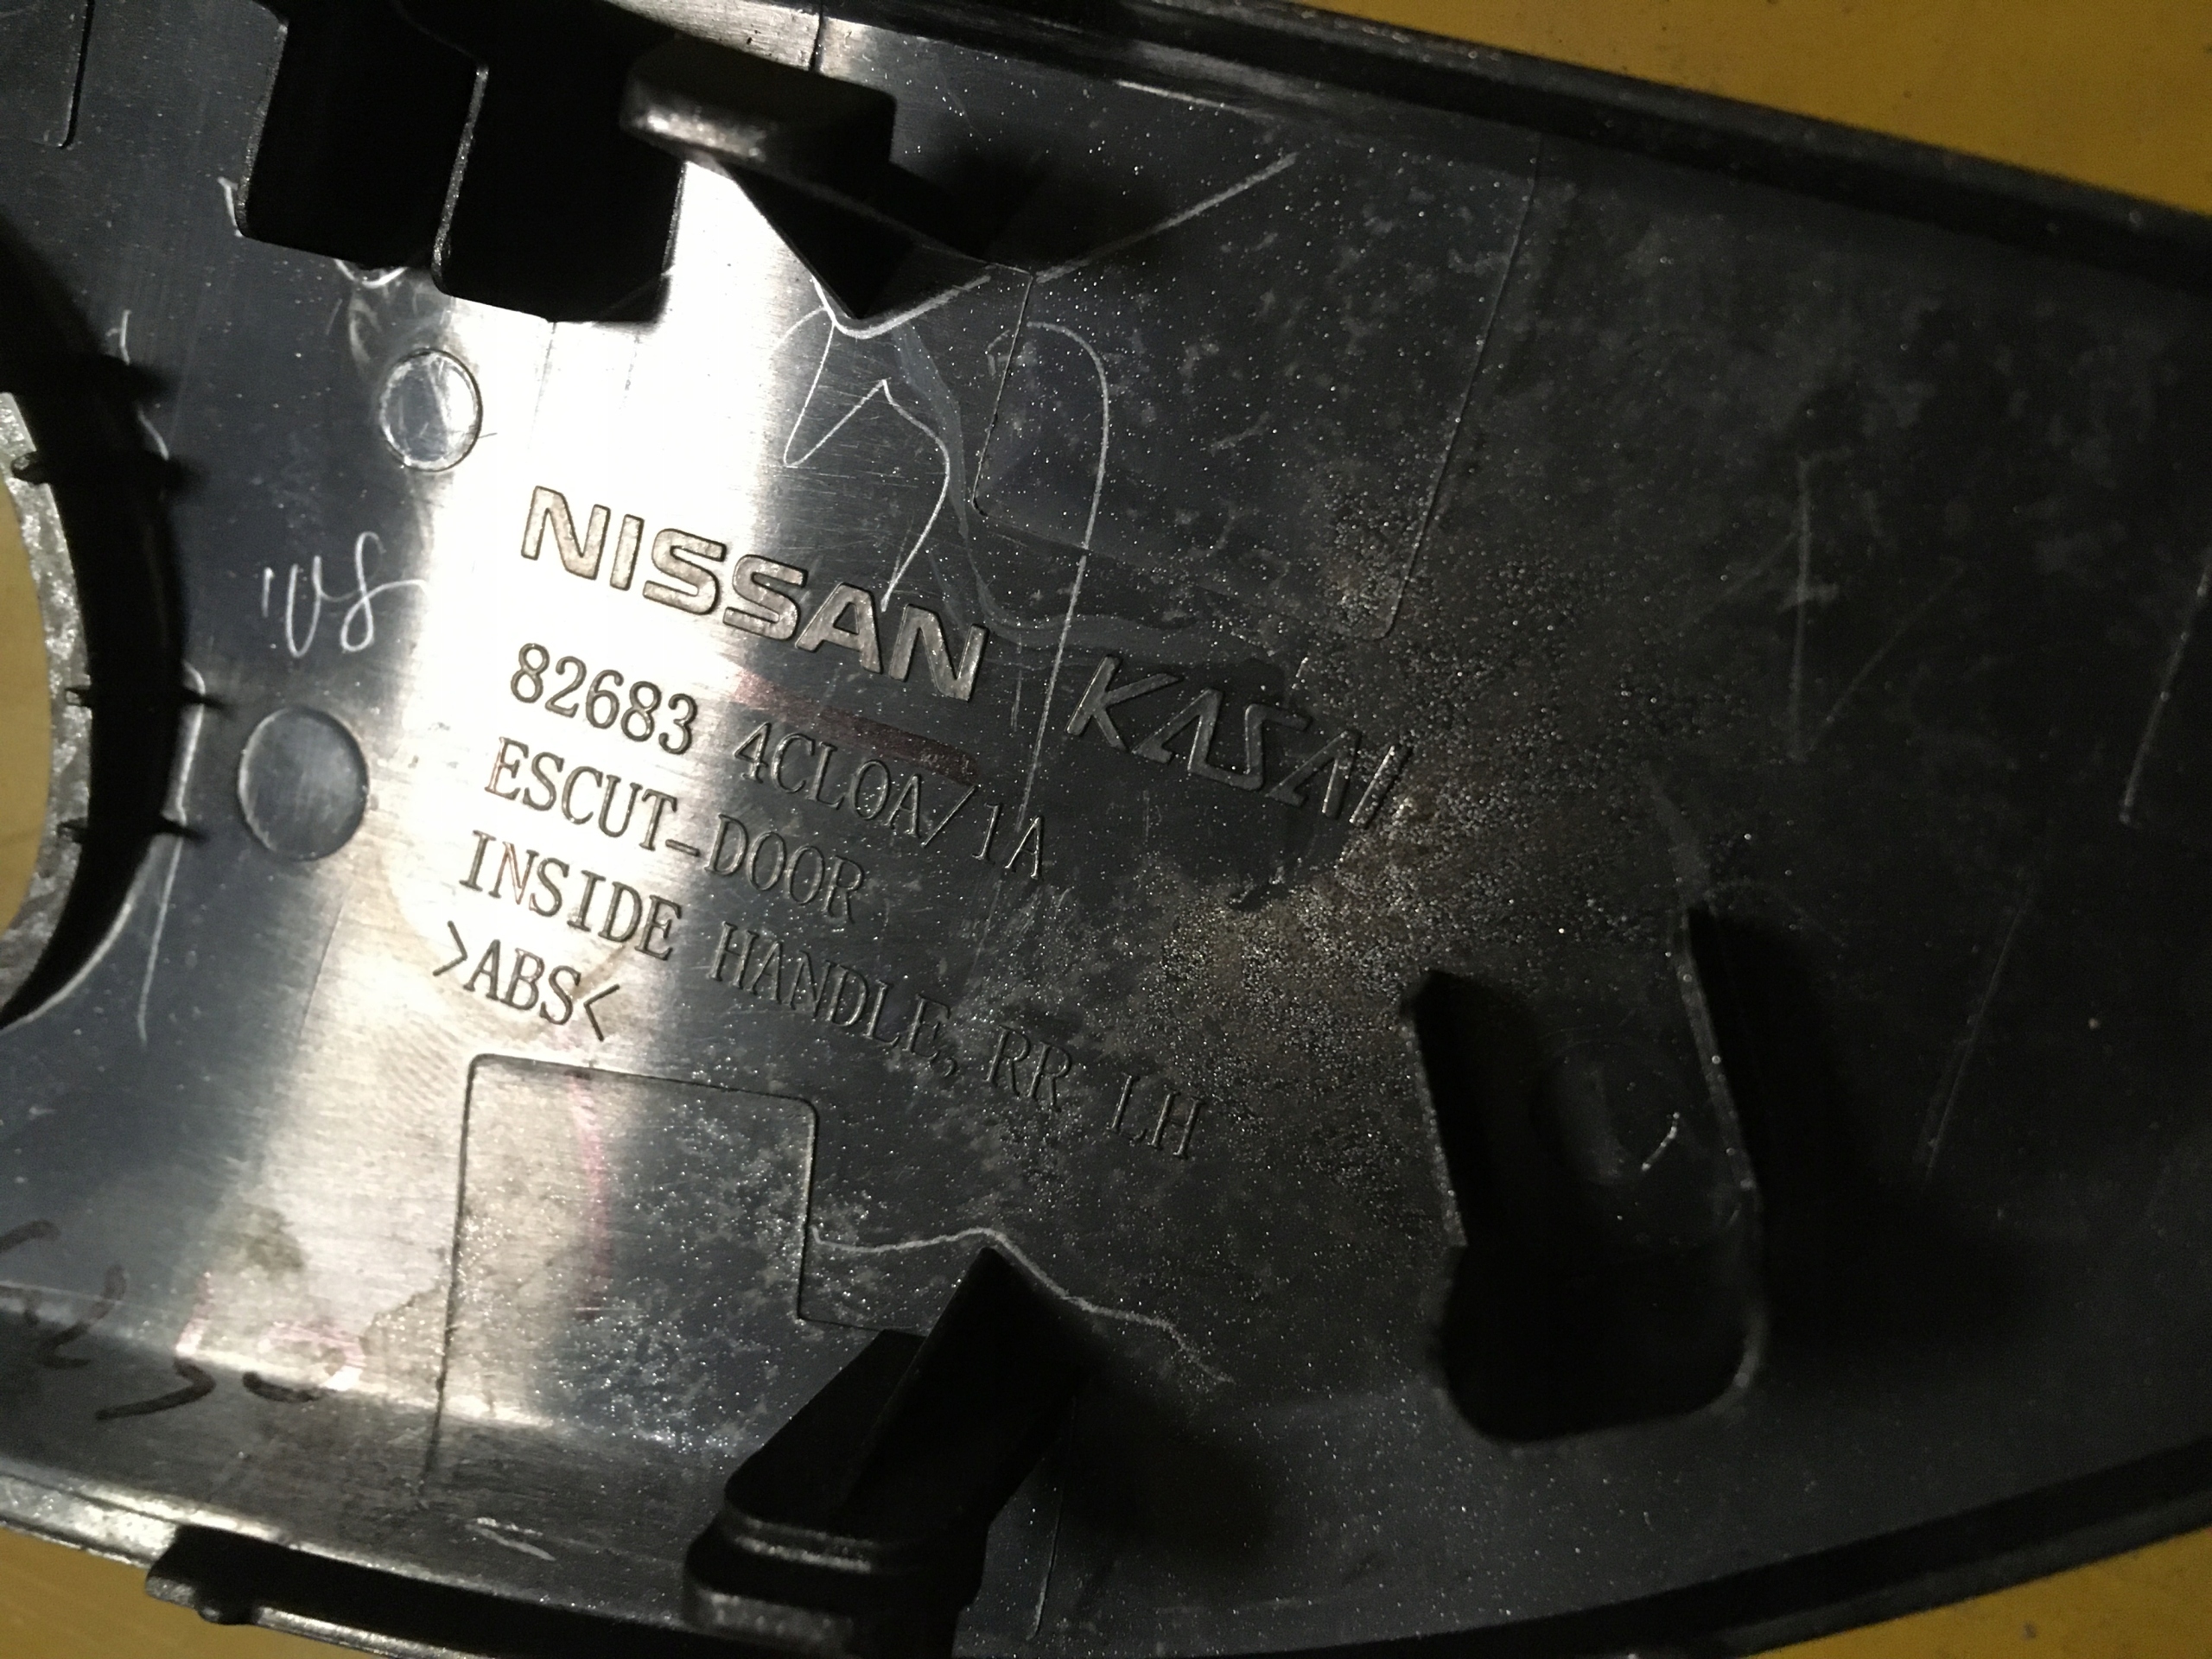 NISSAN KASAI
82683 4CL0A/1A
ESCUT-DOOR
INSIDE HANDLE, RR LH
>ABS<